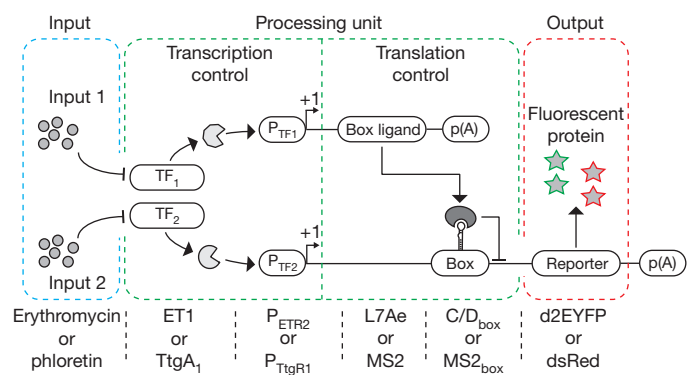 Input Processing unit Output
Transcription control
Translation control
Input 1
+1
P_TF1
Box ligand
p(A)
Fluorescent protein
TF_1
TF_2
+1
P_TF2
Box
Reporter
p(A)
Input 2
Erythromycin or phloretin
ET1 or TtgA_1
P_ETR2 or P_TtgR1
L7Ae or MS2
C/D_box or MS2_box
d2EYFP or dsRed